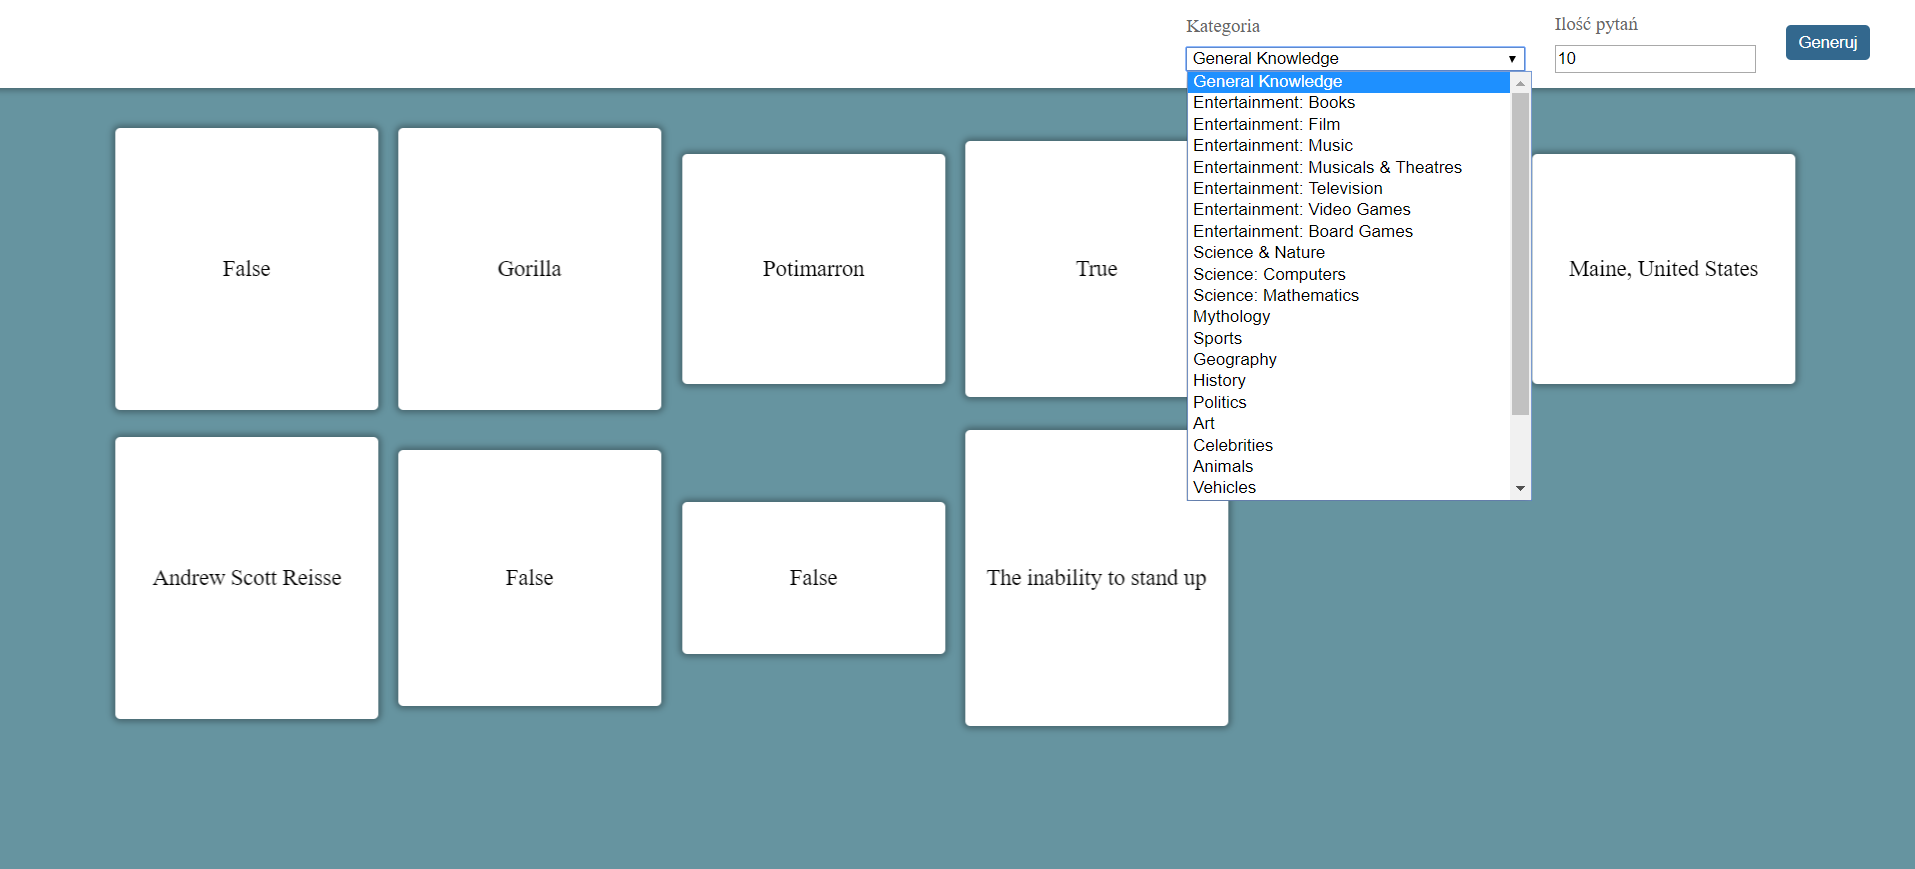 Kategoria
Ilość pytań
General Knowledge
10
Generuj
General Knowledge
Entertainment: Books
Entertainment: Film
Entertainment: Music
Entertainment: Musicals & Theatres
Entertainment: Television
Entertainment: Video Games
Entertainment: Board Games
Science & Nature
Science: Computers
Science: Mathematics
Mythology
Sports
Geography
History
Politics
Art
Celebrities
Animals
Vehicles
False
Gorilla
Potimarron
True
Maine, United States
Andrew Scott Reisse
False
False
The inability to stand up